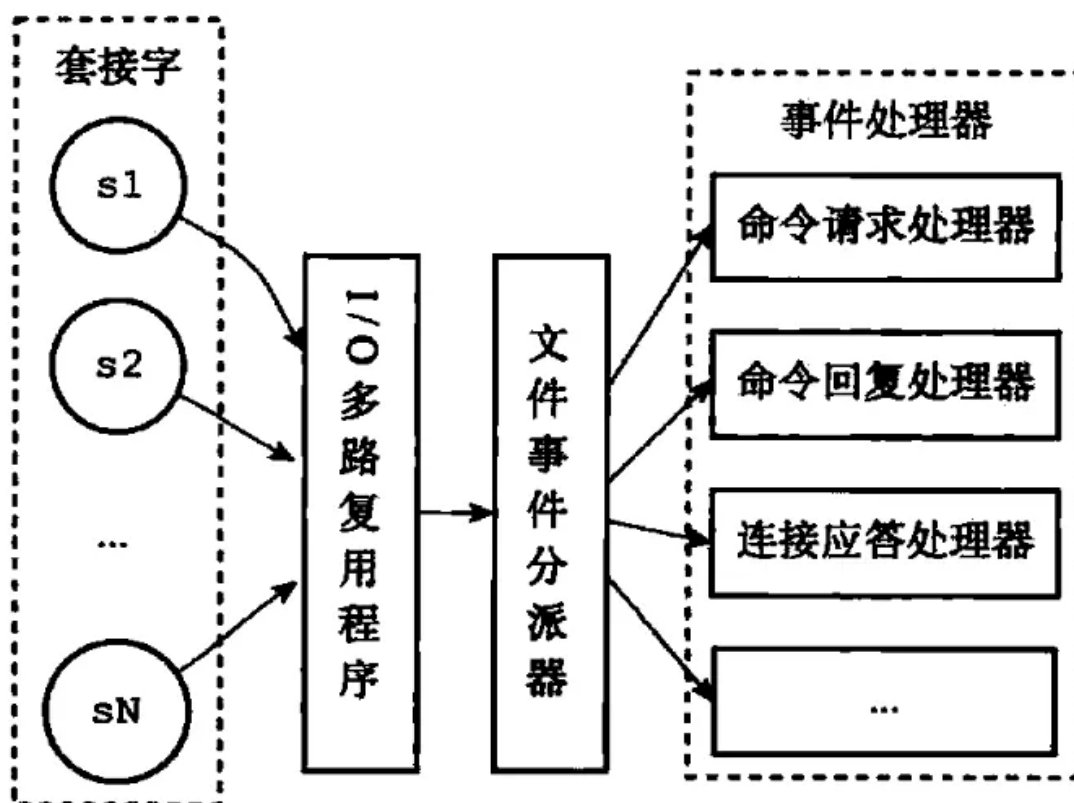 套接字
s1
s2
...
sN
I/O多路复用程序
文件事件分派器
事件处理器
命令请求处理器
命令回复处理器
连接应答处理器
...